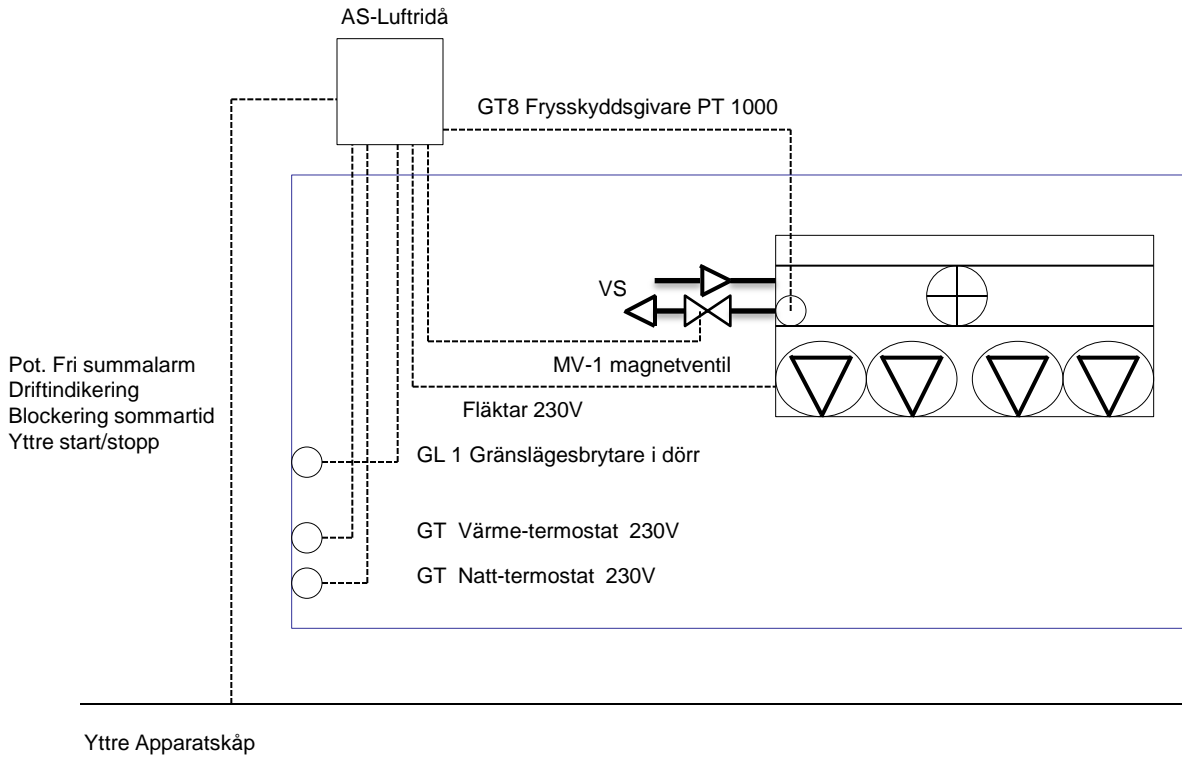 AS-Luftridå
GT8 Frysskyddsgivare PT 1000
VS
MV-1 magnetventil
Fläktar 230V
Pot. Fri summalarm
Driftindikering
Blockering sommartid
Yttre start/stopp
GL 1 Gränslägesbrytare i dörr
GT Värme-termostat 230V
GT Natt-termostat 230V
Yttre Apparatskåp